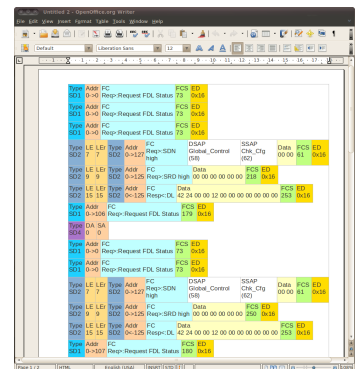 Untitled 2 - OpenOffice.org Writer
File Edit View Insert Format Table Tools Window Help
Default Liberation Sans 12
Type Addr FC FCS ED
SD1 0->0 Resp>:Request FDL Status 73 0x16
Type Addr FC FCS ED
SD1 0->0 Resp>:Request FDL Status 73 0x16
Type Addr FC FCS ED
SD1 0->0 Resp>:Request FDL Status 73 0x16
Type LE LEr Type Addr FC DSAP SSAP Data FCS ED
SD2 7 7 SD2 0->127 Req>:SDN high Global_Control (58) Chk_Cfg (62) 00 00 61 0x16
Type LE LEr Type Addr FC Data FCS ED
SD2 9 9 SD2 0->125 Req>:SRD high 00 00 00 00 00 00 218 0x16
Type LE LEr Type Addr FC Data FCS ED
SD2 15 15 SD2 0<-125 Resp<:DL 42 24 00 12 00 00 00 00 00 00 00 00 253 0x16
Type Addr FC FCS ED
SD1 0->106 Req>:Request FDL Status 179 0x16
Type DA SA
SD4 0 0
Type Addr FC FCS ED
SD1 0->0 Req>:Request FDL Status 73 0x16
Type Addr FC FCS ED
SD1 0->0 Req>:Request FDL Status 73 0x16
Type LE LEr Type Addr FC DSAP SSAP Data FCS ED
SD2 7 7 SD2 0->127 Req>:SDN high Global_Control (58) Chk_Cfg (62) 00 00 61 0x16
Type LE LEr Type Addr FC Data FCS ED
SD2 9 9 SD2 0->125 Req>:SRD high 00 00 00 00 00 00 250 0x16
Type LE LEr Type Addr FC Data FCS ED
SD2 15 15 SD2 0<-125 Resp<:DL 42 24 00 12 00 00 00 00 00 00 00 00 253 0x16
Type Addr FC FCS ED
SD1 0->107 Req>:Request FDL Status 180 0x16
Page 1 / 2 HTML English (USA) INSRT STD